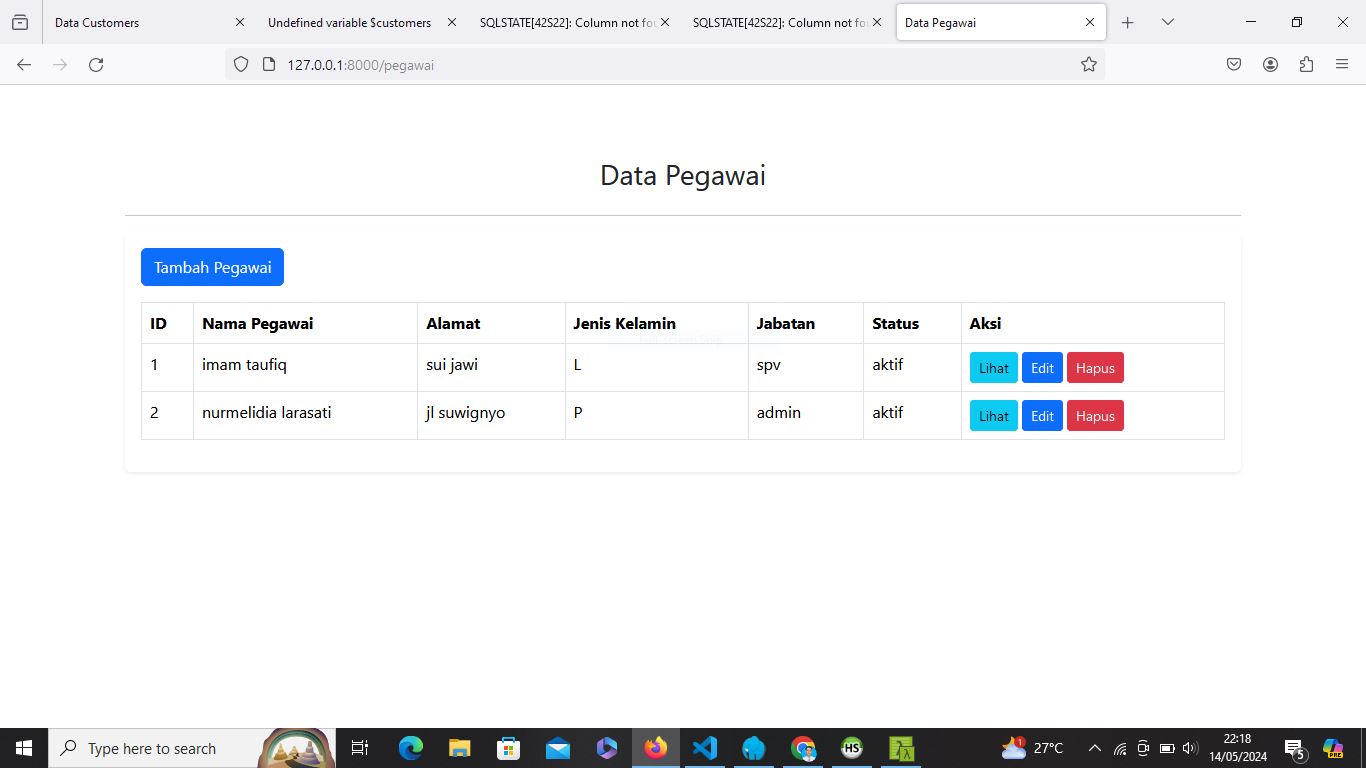 Data Customers
Undefined variable $customers
SQLSTATE[42S22]: Column not fou
SQLSTATE[42S22]: Column not fo
Data Pegawai
127.0.0.1:8000/pegawai
Data Pegawai
Tambah Pegawai
ID Nama Pegawai Alamat Jenis Kelamin Jabatan Status Aksi
1 imam taufiq sui jawi L spv aktif Lihat Edit Hapus
2 nurmelidia larasati jl suwignyo P admin aktif Lihat Edit Hapus
Type here to search
HS
1
27°C
22:18
14/05/2024
5
PRE